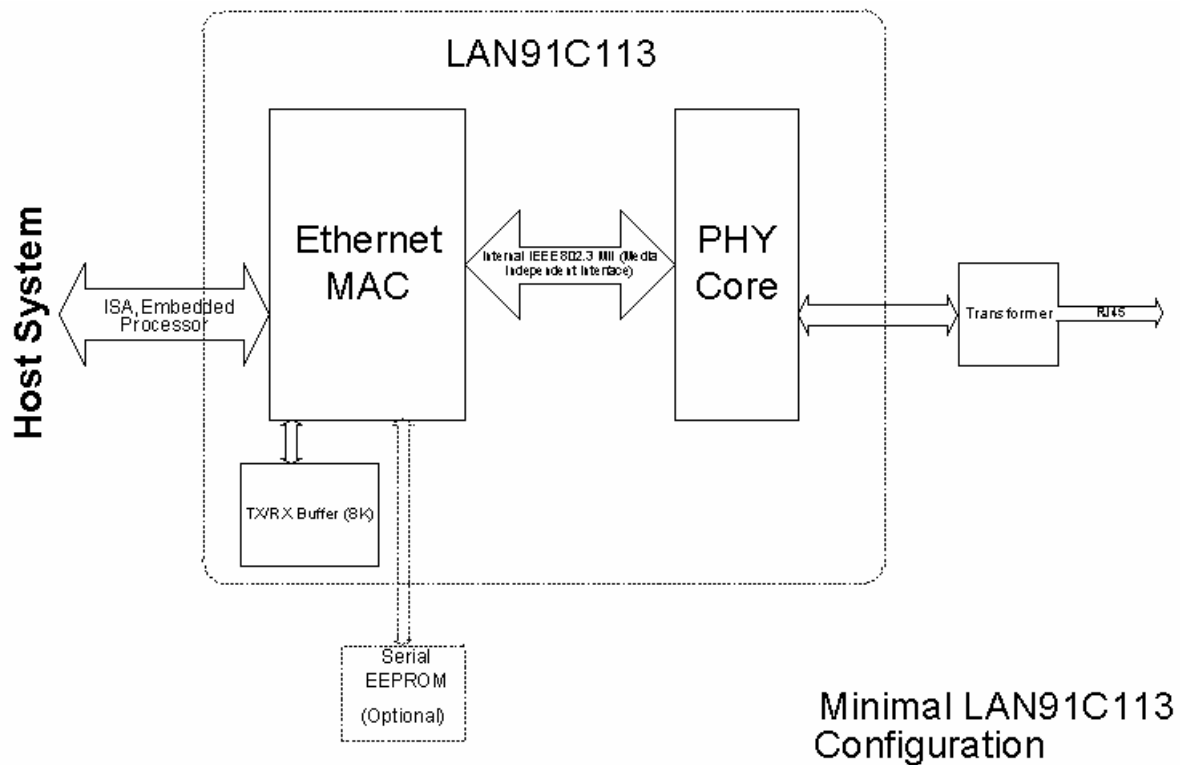 LAN91C113
Host System
ISA, Embedded
Processor
Ethernet
MAC
Internal IEEE 802.3 MII (Media
Independent Interface)
PHY
Core
Transformer
RJ45
TX/RX Buffer (8K)
Serial
EEPROM
(Optional)
Minimal LAN91C113
Configuration